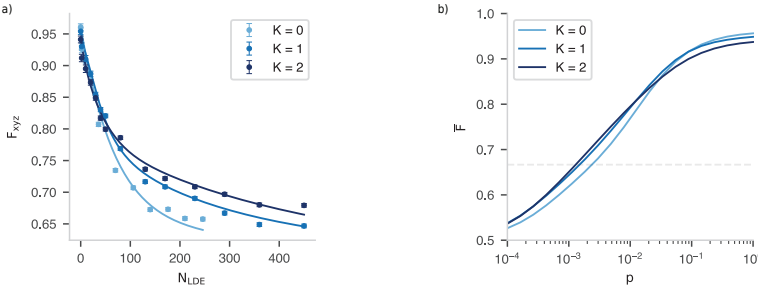 a)
0.95
0.90
0.85
0.80
0.75
0.70
0.65
F_xyz
0
100
200
300
400
N_LDE
K = 0
K = 1
K = 2
b)
1.0
0.9
0.8
0.7
0.6
0.5
F̅
10⁻⁴
10⁻³
10⁻²
10⁻¹
10
p
K = 0
K = 1
K = 2